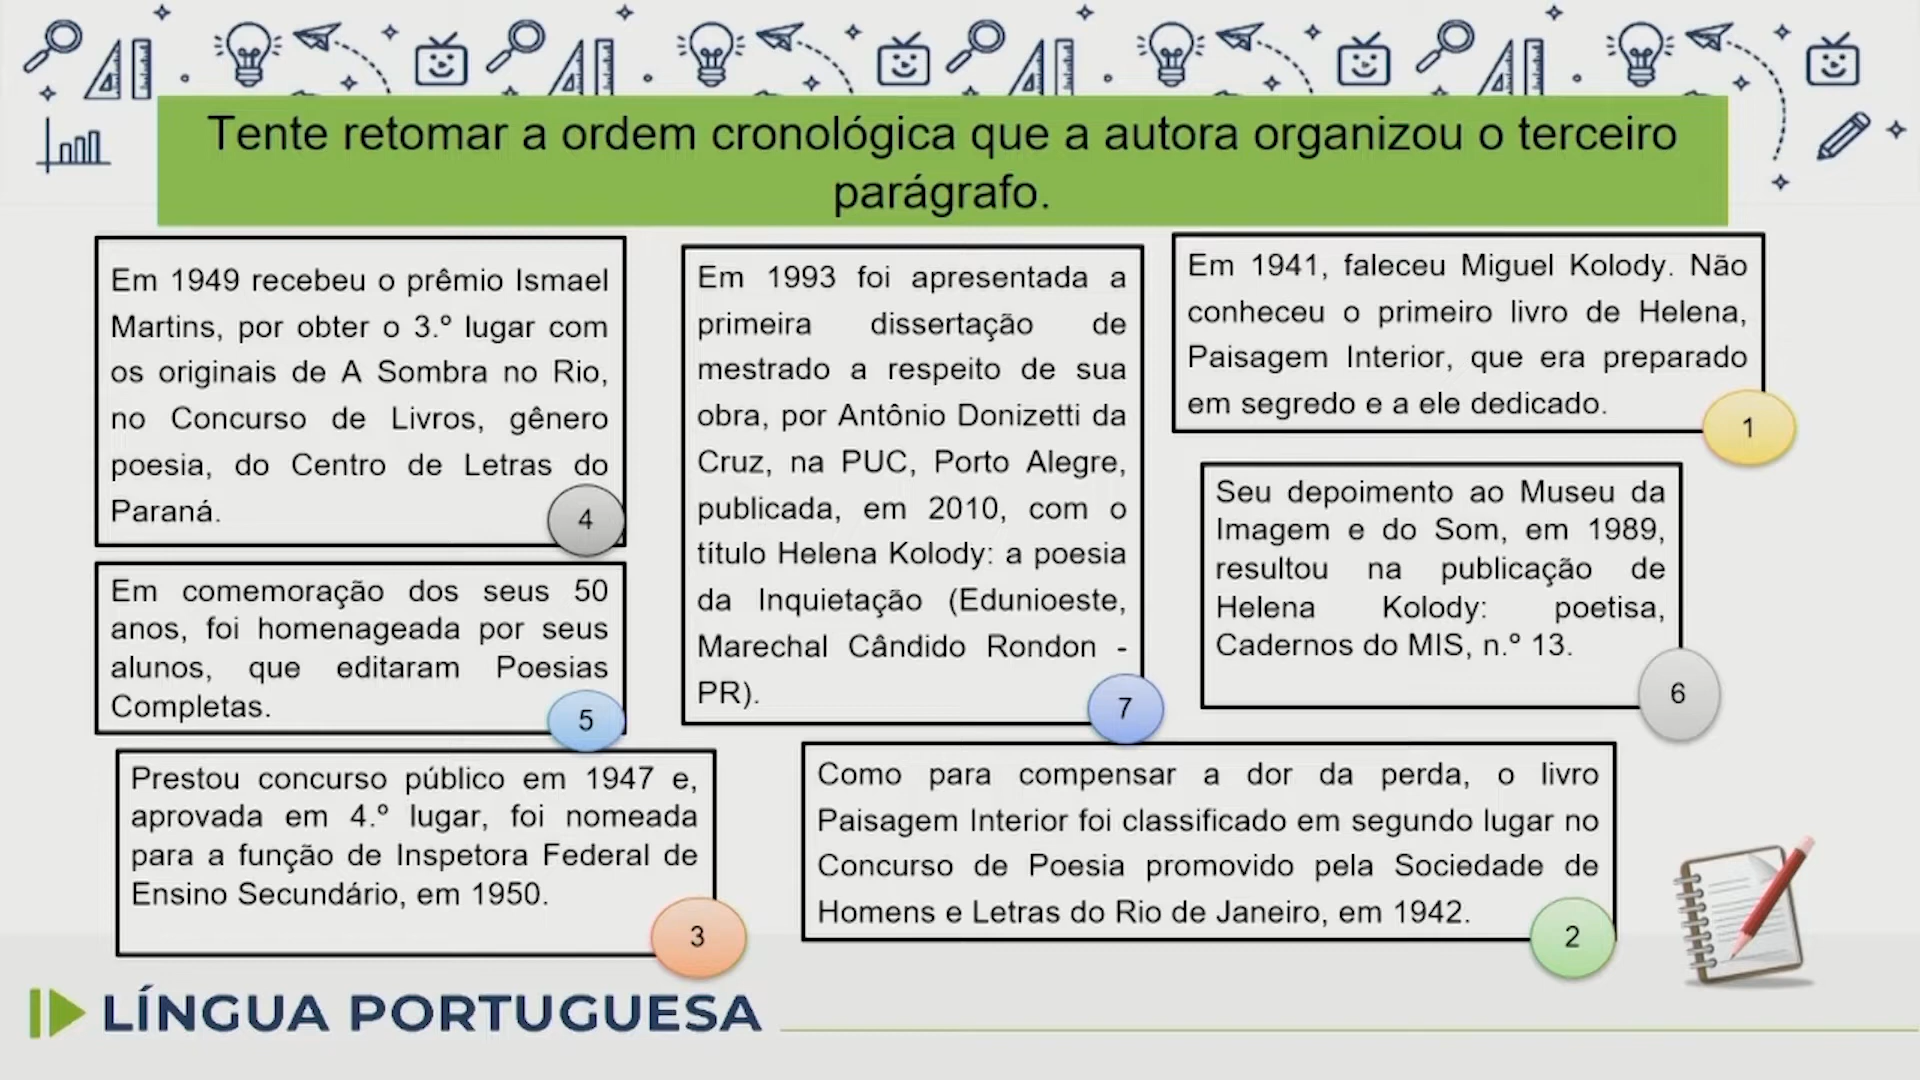 Tente retomar a ordem cronológica que a autora organizou o terceiro
parágrafo.
Em 1949 recebeu o prêmio Ismael
Martins, por obter o 3.º lugar com
os originais de A Sombra no Rio,
no Concurso de Livros, gênero
poesia, do Centro de Letras do
Paraná.
4
Em comemoração dos seus 50
anos, foi homenageada por seus
alunos, que editaram Poesias
Completas.
5
Prestou concurso público em 1947 e,
aprovada em 4.º lugar, foi nomeada
para a função de Inspetora Federal de
Ensino Secundário, em 1950.
3
Em 1993 foi apresentada a
primeira dissertação de
mestrado a respeito de sua
obra, por Antônio Donizetti da
Cruz, na PUC, Porto Alegre,
publicada, em 2010, com o
título Helena Kolody: a poesia
da Inquietação (Edunioeste,
Marechal Cândido Rondon -
PR).
7
Em 1941, faleceu Miguel Kolody. Não
conheceu o primeiro livro de Helena,
Paisagem Interior, que era preparado
em segredo e a ele dedicado.
1
Seu depoimento ao Museu da
Imagem e do Som, em 1989,
resultou na publicação de
Helena Kolody: poetisa,
Cadernos do MIS, n.º 13.
6
Como para compensar a dor da perda, o livro
Paisagem Interior foi classificado em segundo lugar no
Concurso de Poesia promovido pela Sociedade de
Homens e Letras do Rio de Janeiro, em 1942.
2
LÍNGUA PORTUGUESA